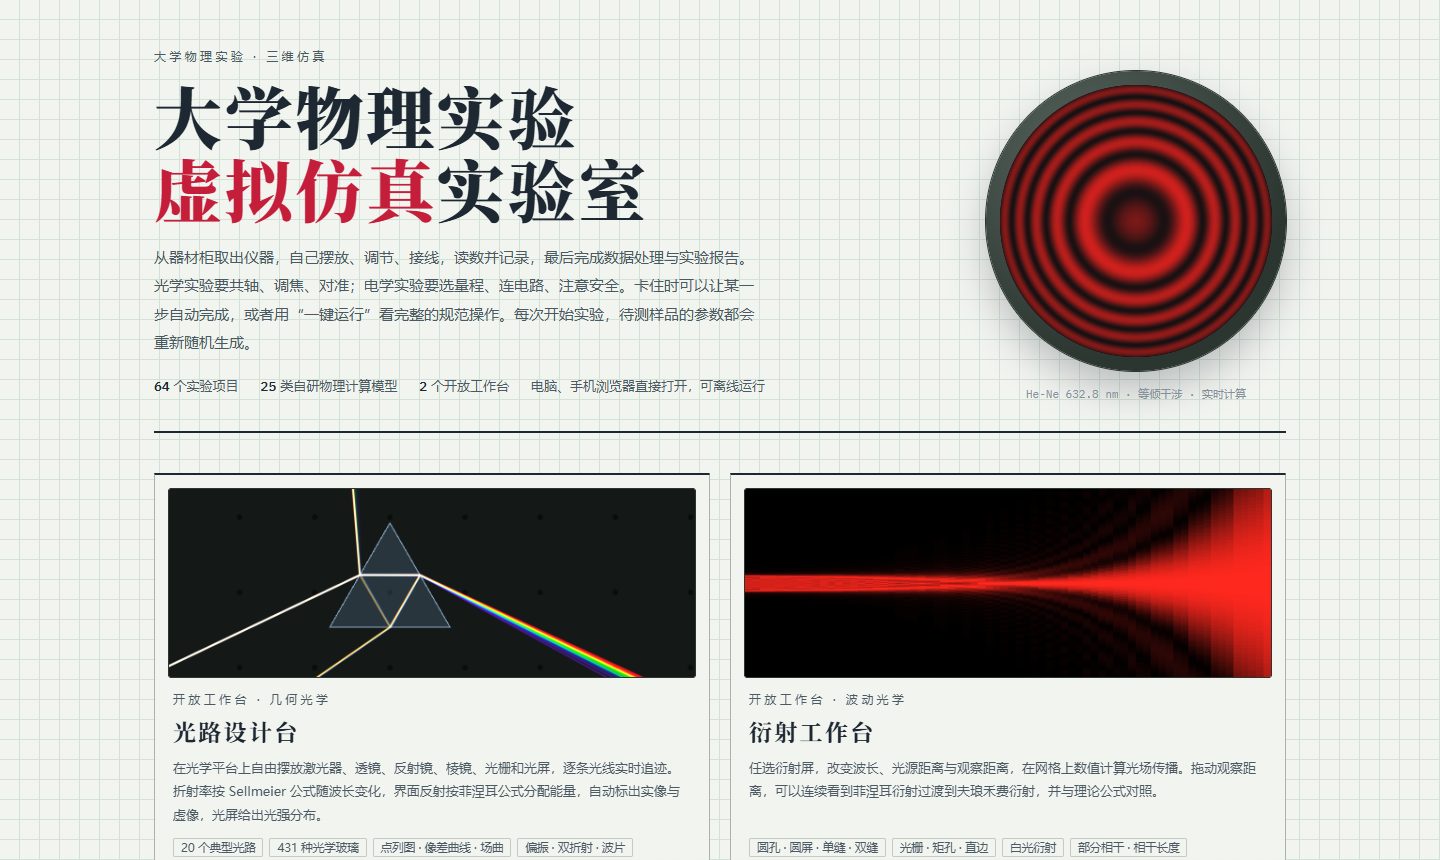 大学物理实验 · 三维仿真
大学物理实验
虚拟仿真实验室
从器材柜取出仪器，自己摆放、调节、接线，读数并记录，最后完成数据处理与实验报告。
光学实验要共轴、调焦、对准；电学实验要选量程、连电路、注意安全。卡住时可以让某一
步自动完成，或者用“一键运行”看完整的规范操作。每次开始实验，待测样品的参数都会
重新随机生成。
64 个实验项目 25 类自研物理计算模型 2 个开放工作台 电脑、手机浏览器直接打开，可离线运行
He-Ne 632.8 nm · 等倾干涉 · 实时计算
开放工作台 · 几何光学
光路设计台
在光学平台上自由摆放激光器、透镜、反射镜、棱镜、光栅和光屏，逐条光线实时追迹。
折射率按 Sellmeier 公式随波长变化，界面反射按菲涅耳公式分配能量，自动标出实像与
虚像，光屏给出光强分布。
20 个典型光路 431 种光学玻璃 点列图 · 像差曲线 · 场曲 偏振 · 双折射 · 波片
开放工作台 · 波动光学
衍射工作台
任选衍射屏，改变波长、光源距离与观察距离，在网格上数值计算光场传播。拖动观察距
离，可以连续看到菲涅耳衍射过渡到夫琅禾费衍射，并与理论公式对照。
圆孔 · 圆屏 · 单缝 · 双缝 光栅 · 矩孔 · 直边 白光衍射 部分相干 · 相干长度